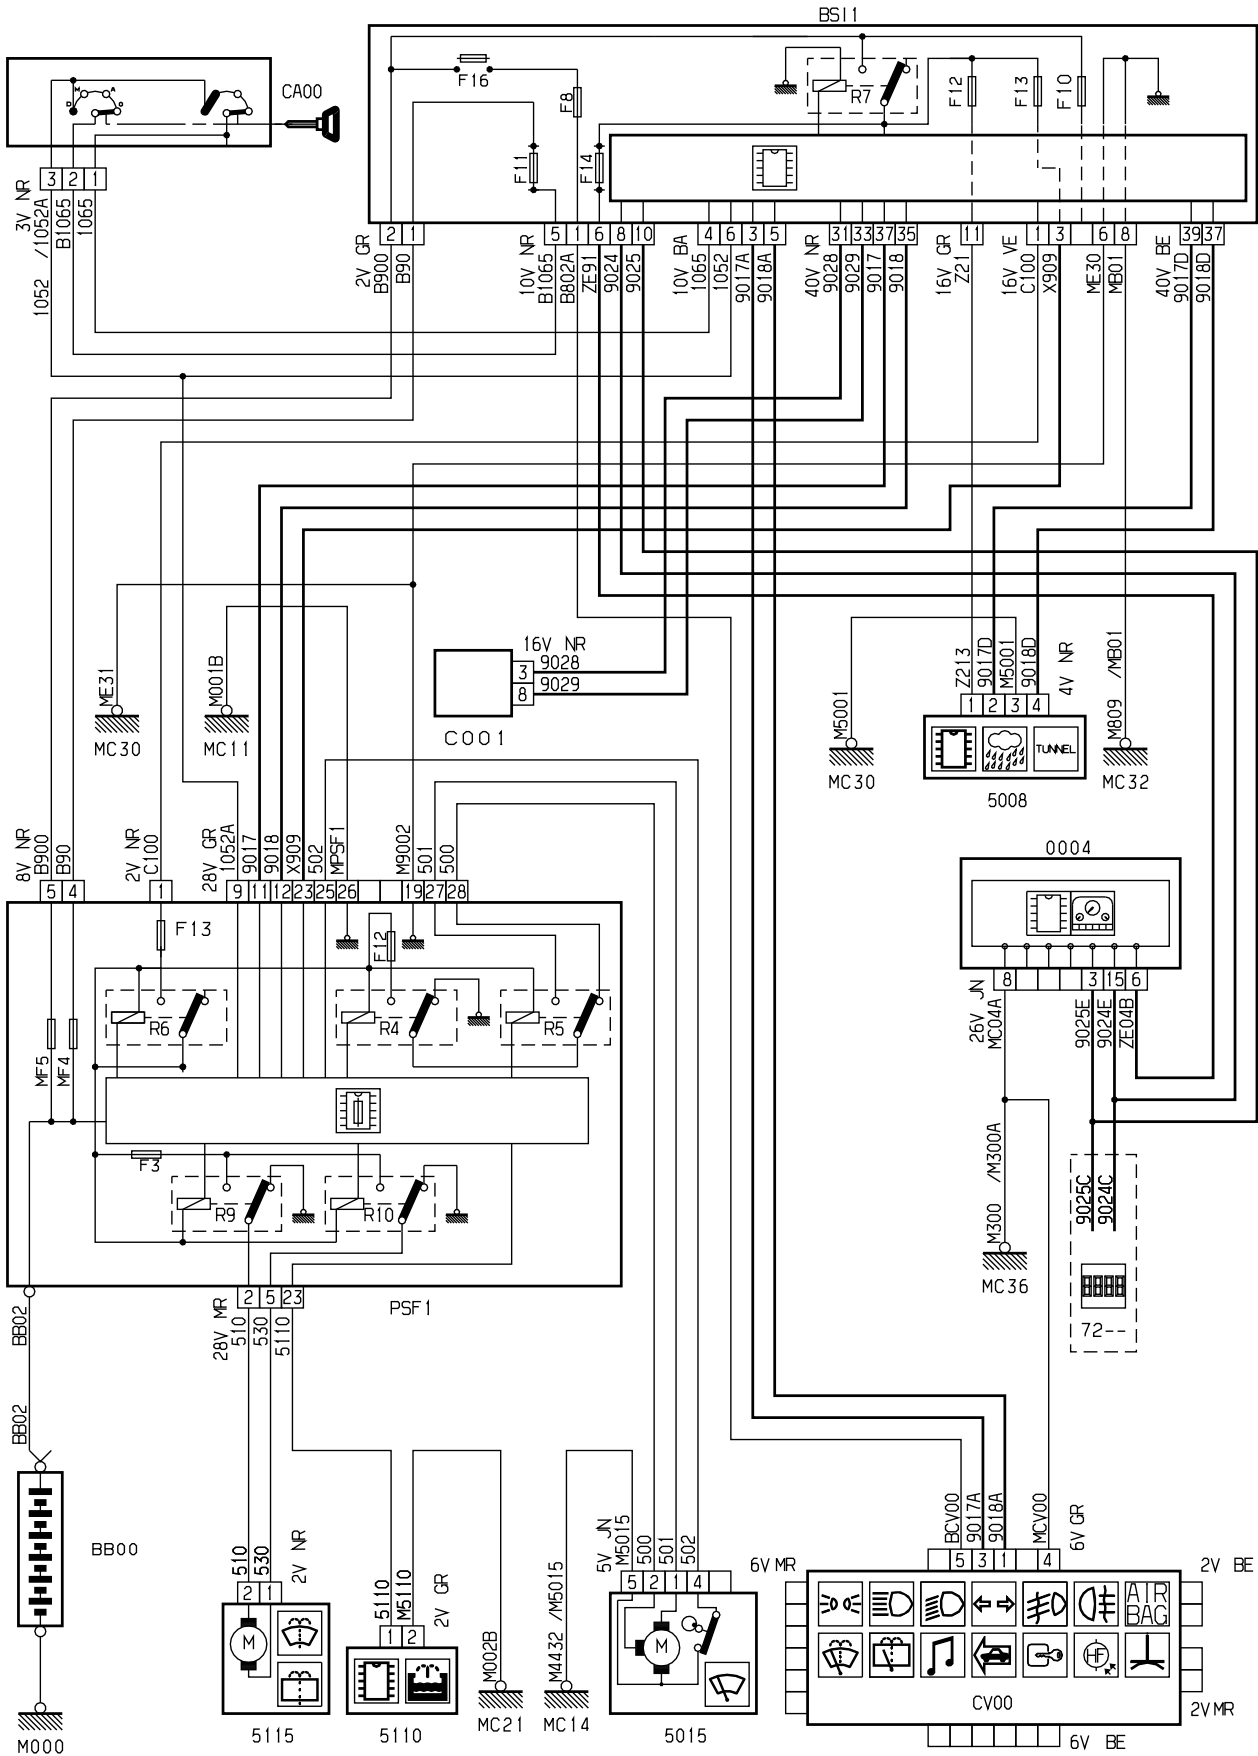 BSI1
CA00
M
A
D
O
F16
F8
R7
F12
F13
F10
F11
F14
3 2 1
3V NR
1052 /1052A
B1065
1065
2 1
2V GR
B900
B90
5 1 6 8 10
10V NR
B1065
B802A
ZE91
9024
9025
4 6 3 5
10V BA
1065
1052
9017A
9018A
31 33 37 35
40V NR
9028
9029
9017
9018
11
16V GR
Z21
1 3 6 8
16V VE
C100
X909
ME30
MB01
39 37
40V BE
9017D
9018D
16V NR
3 9028
8 9029
C001
ME31
MC30
M001B
MC11
M5001
MC30
Z213
9017D
M5001
9018D
4V NR
1 2 3 4
TUNNEL
5008
M809 /MB01
MC32
8V NR
B900
B90
5 4
2V NR
C100
1
28V GR
1052A
9017
9018
X909
502
MPSF1
M9002
501
500
9 11 12 23 25 26 19 27 28
F13
F12
R6
R4
R5
MF5
MF4
F3
R9
R10
PSF1
2 5 23
28V MR
510
530
5110
0004
8 3 15 6
26V JN
MC04A
9025E
9024E
ZE04B
M300 /M300A
MC36
9025C
9024C
72--
BB02
BB02
BB00
M000
510
530
2V NR
2 1
M
5115
5110
M5110
2V GR
1 2
5110
M002B
MC21
M4432 /M5015
MC14
5V JN
M5015
500
501
502
5 2 1 4
M
5015
BCV00
9017A
9018A
MCV00
6V GR
5 3 1 4
6V MR
2V BE
AIR
BAG
HF
CV00
2V MR
6V BE